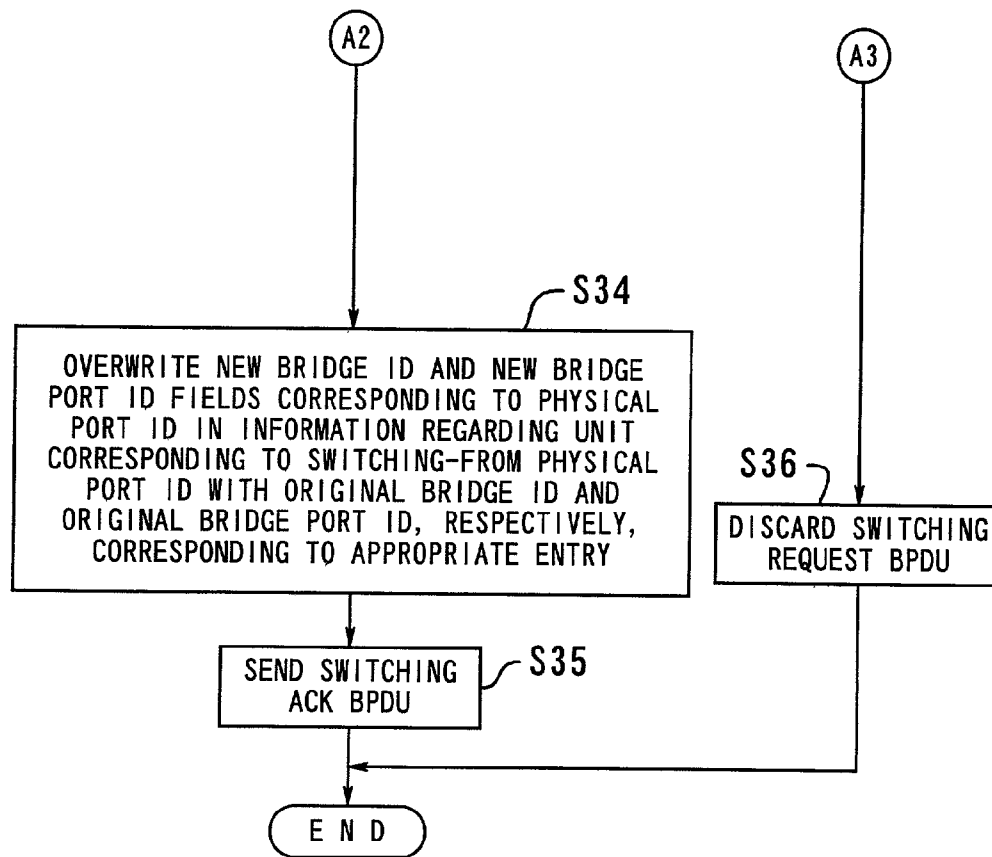 A2
A3
S34
OVERWRITE NEW BRIDGE ID AND NEW BRIDGE
PORT ID FIELDS CORRESPONDING TO PHYSICAL
PORT ID IN INFORMATION REGARDING UNIT
CORRESPONDING TO SWITCHING-FROM PHYSICAL
PORT ID WITH ORIGINAL BRIDGE ID AND
ORIGINAL BRIDGE PORT ID, RESPECTIVELY,
CORRESPONDING TO APPROPRIATE ENTRY
S36
DISCARD SWITCHING
REQUEST BPDU
S35
SEND SWITCHING
ACK BPDU
END